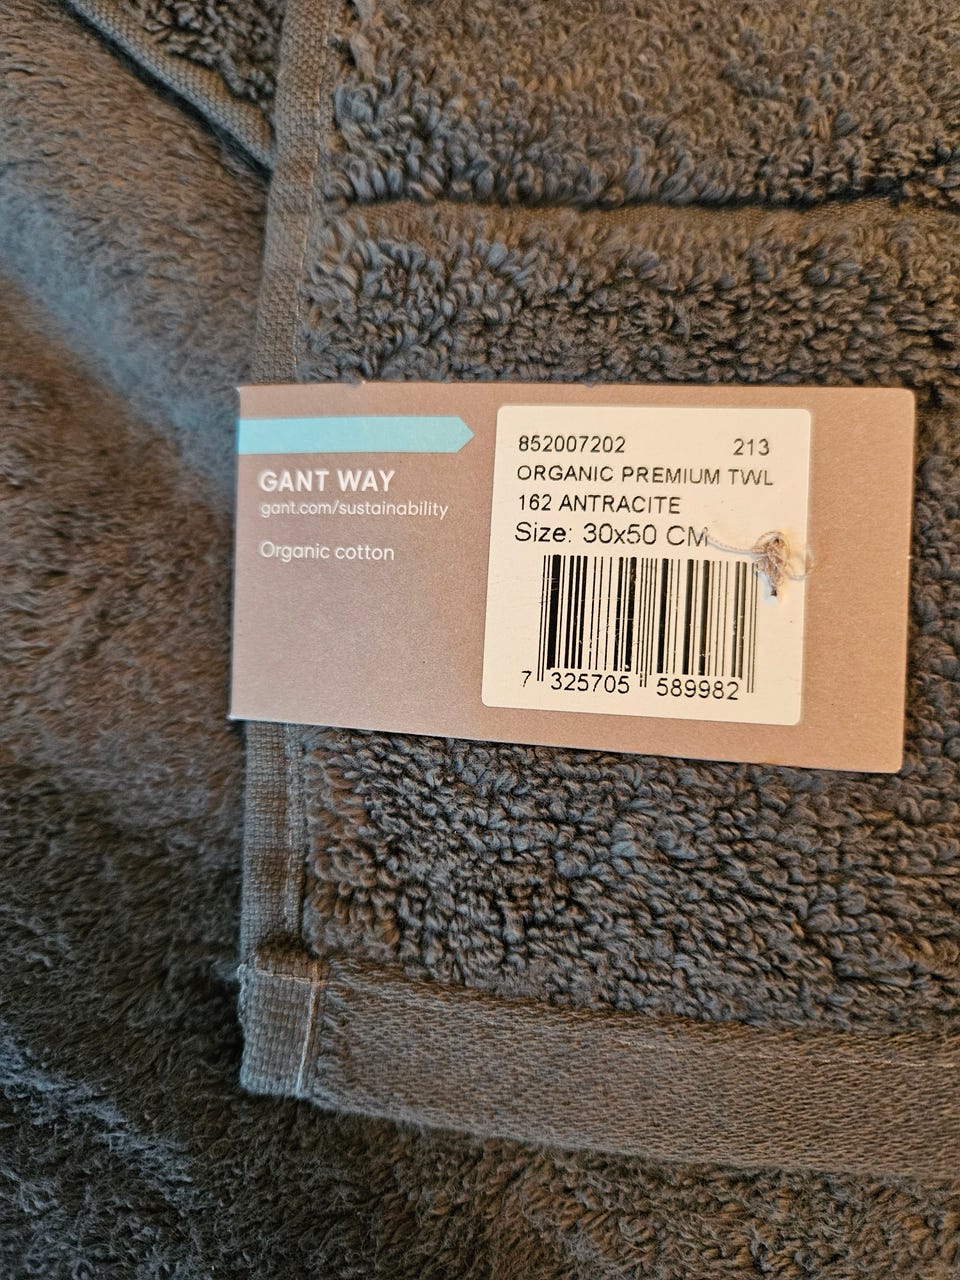 GANT WAY
gant.com/sustainability
Organic cotton
852007202 213
ORGANIC PREMIUM TWL
162 ANTRACITE
Size: 30x50 CM
7 325705 589982